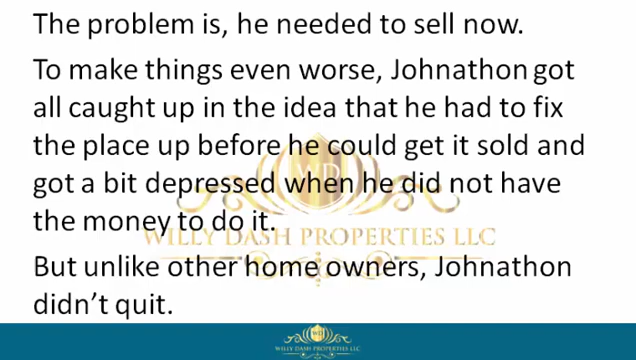 The problem is, he needed to sell now.
To make things even worse, Johnathon got
all caught up in the idea that he had to fix
the place up before he could get it sold and
got a bit depressed when he did not have
the money to do it.
WILLY DASH PROPERTIES LLC
But unlike other home owners, Johnathon
didn’t quit.
WILLY DASH PROPERTIES LLC